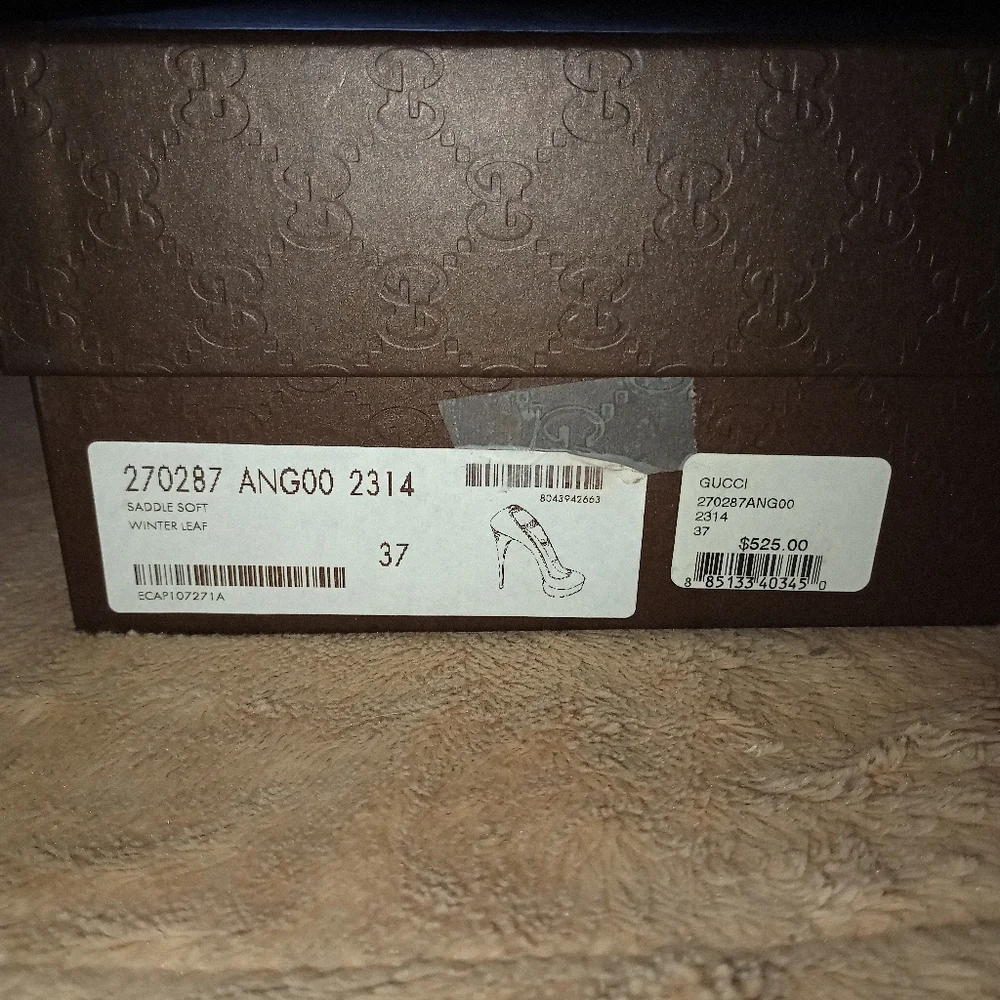 270287 ANG00 2314
SADDLE SOFT
WINTER LEAF
37
ECAP107271A
8043942663
GUCCI
270287ANG00
2314
37
$525.00
8 85133 40345 0